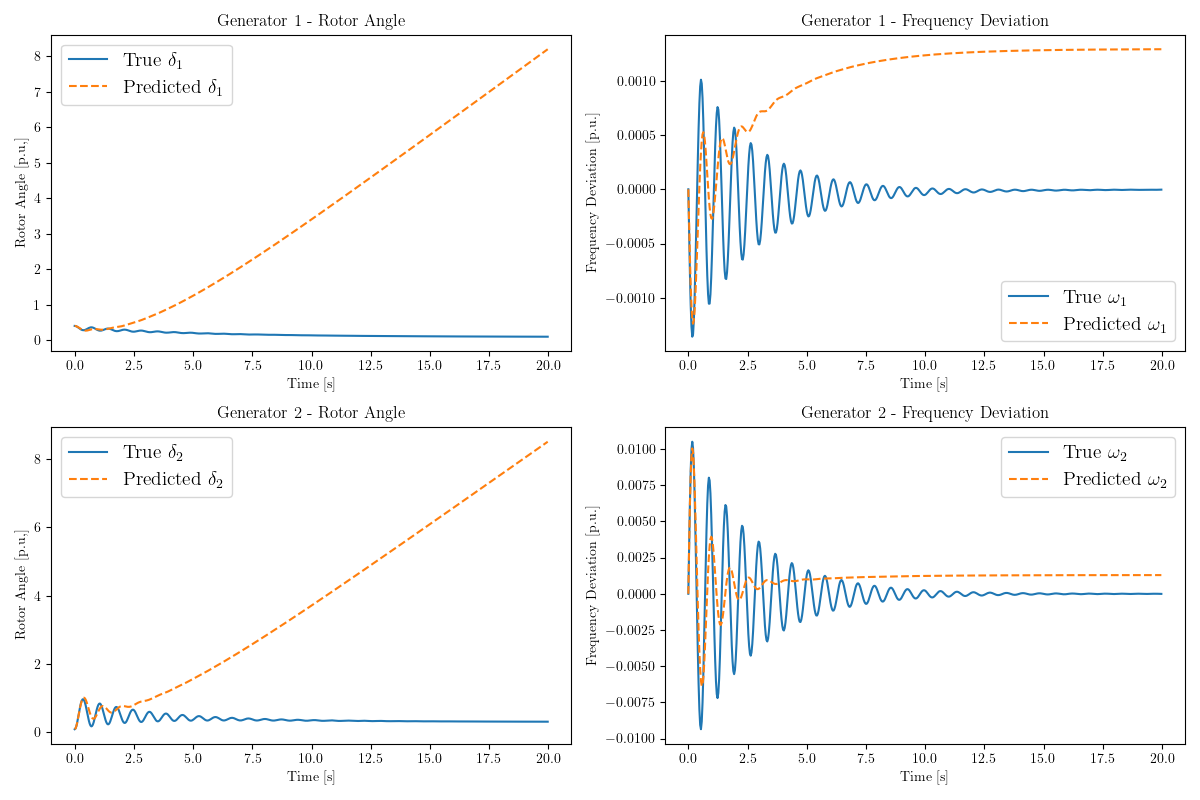 Generator 1 - Rotor Angle
Rotor Angle [p.u.]
8
7
6
5
4
3
2
1
0
True δ₁
Predicted δ₁
0.0 2.5 5.0 7.5 10.0 12.5 15.0 17.5 20.0
Time [s]
Generator 1 - Frequency Deviation
Frequency Deviation [p.u.]
0.0010
0.0005
0.0000
−0.0005
−0.0010
True ω₁
Predicted ω₁
0.0 2.5 5.0 7.5 10.0 12.5 15.0 17.5 20.0
Time [s]
Generator 2 - Rotor Angle
Rotor Angle [p.u.]
8
6
4
2
0
True δ₂
Predicted δ₂
0.0 2.5 5.0 7.5 10.0 12.5 15.0 17.5 20.0
Time [s]
Generator 2 - Frequency Deviation
Frequency Deviation [p.u.]
0.0100
0.0075
0.0050
0.0025
0.0000
−0.0025
−0.0050
−0.0075
−0.0100
True ω₂
Predicted ω₂
0.0 2.5 5.0 7.5 10.0 12.5 15.0 17.5 20.0
Time [s]